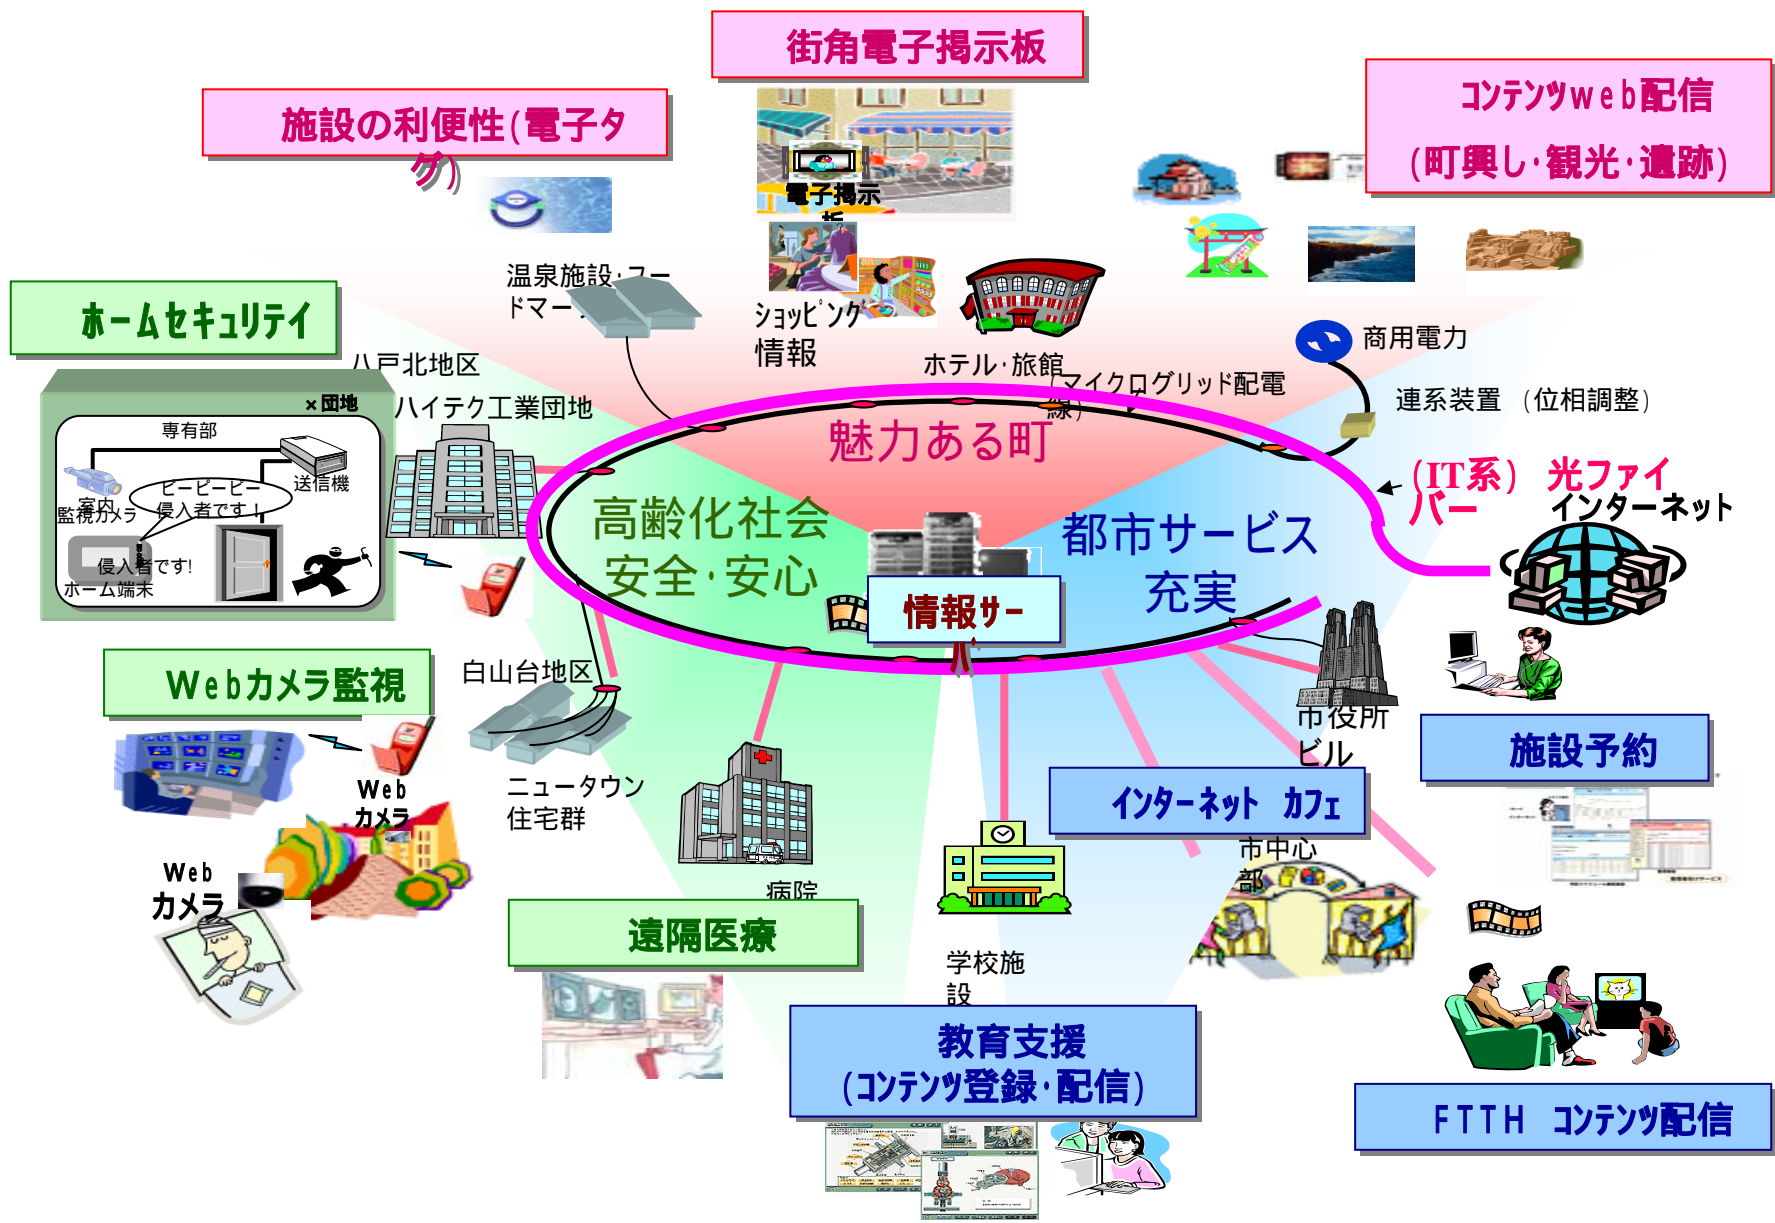 街角電子掲示板
施設の利便性(電子タ
グ)
コンテンツweb配信
(町興し・観光・遺跡)
電子掲示
板
温泉施設・フー
ドマー
ショッピング
情報
ホテル・旅館
(マイクログリッド配電
線)
商用電力
連系装置 (位相調整)
(IT系) 光ファイ
バー
インターネット
ホームセキュリテイ
八戸北地区
ハイテク工業団地
×団地
専有部
送信機
案内
監視カメラ
ピーピーピー
侵入者です!
侵入者です!
ホーム端末
魅力ある町
高齢化社会
安全・安心
都市サービス
充実
情報サー
Webカメラ監視
Web
カメラ
Web
カメラ
白山台地区
ニュータウン
住宅群
病院
遠隔医療
学校施
設
教育支援
(コンテンツ登録・配信)
市役所
ビル
インターネット カフェ
市中心
部
施設予約
FTTH コンテンツ配信